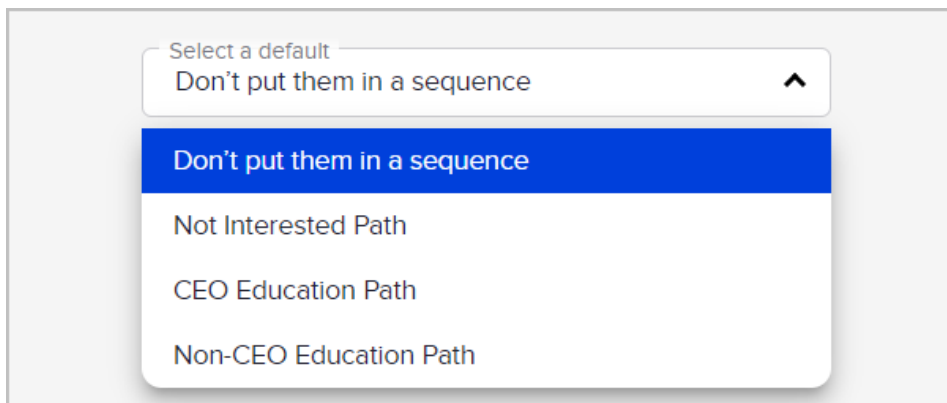 Select a default
Don’t put them in a sequence
Don’t put them in a sequence
Not Interested Path
CEO Education Path
Non-CEO Education Path